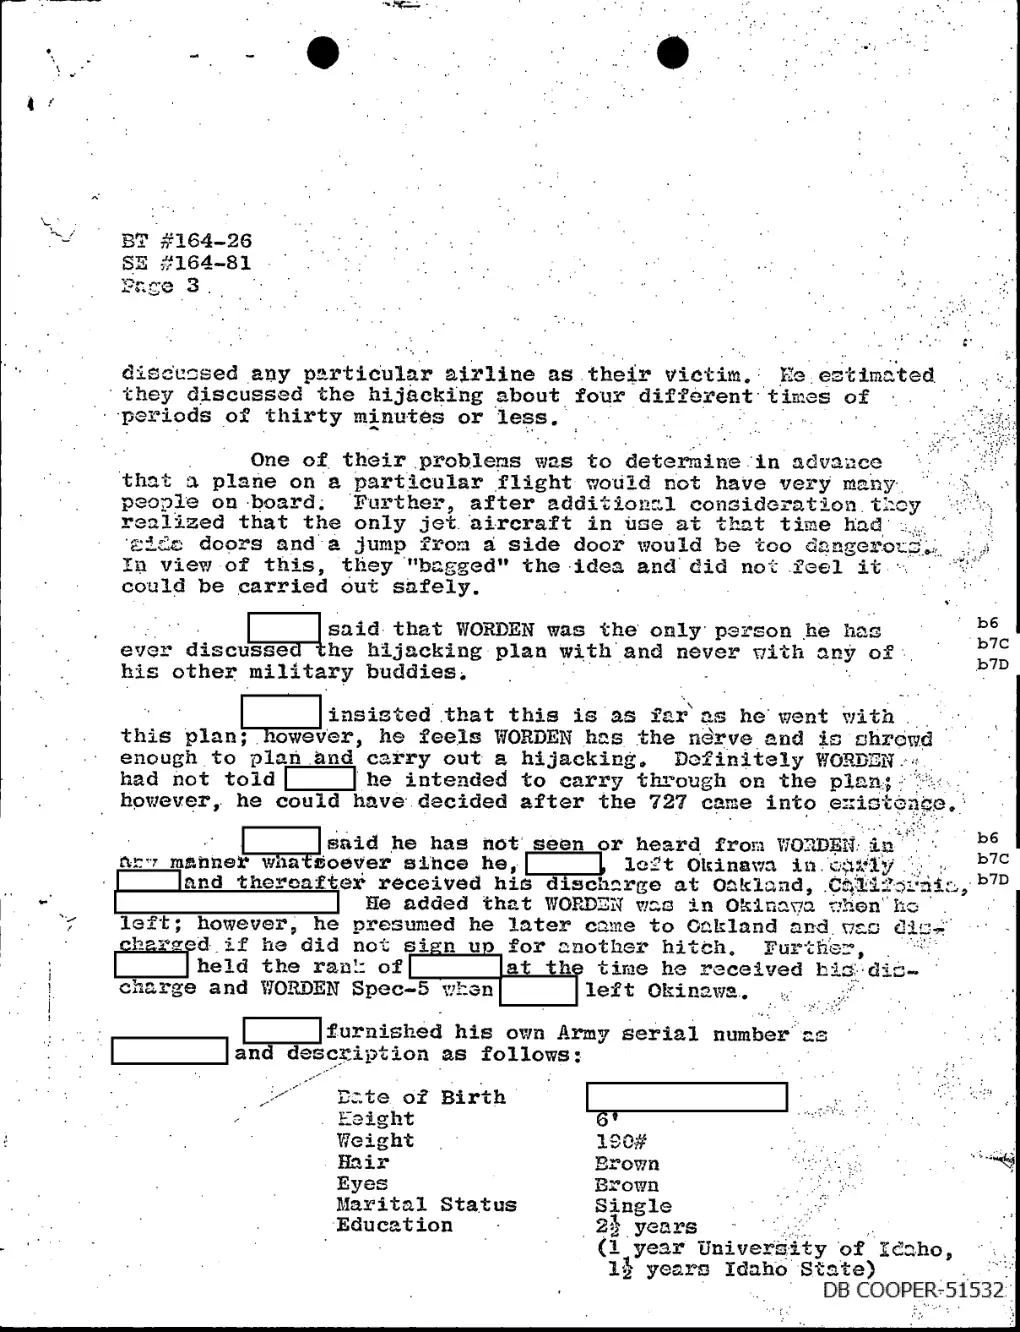 BT #164-26
SE #164-81
Page 3
discussed any particular airline as their victim. He estimated
they discussed the hijacking about four different times of
periods of thirty minutes or less.
One of their problems was to determine in advance
that a plane on a particular flight would not have very many
people on board. Further, after additional consideration they
realized that the only jet aircraft in use at that time had
side doors and a jump from a side door would be too dangerous.
In view of this, they "bagged" the idea and did not feel it
could be carried out safely.
said that WORDEN was the only person he has
ever discussed the hijacking plan with and never with any of
his other military buddies.
b6
b7C
b7D
insisted that this is as far as he went with
this plan; however, he feels WORDEN has the nerve and is shrewd
enough to plan and carry out a hijacking. Definitely WORDEN
had not told he intended to carry through on the plan;
however, he could have decided after the 727 came into existence.
said he has not seen or heard from WORDEN in
any manner whatsoever since he, , left Okinawa in early
and thereafter received his discharge at Oakland, California,
He added that WORDEN was in Okinawa when he
left; however, he presumed he later came to Oakland and was dis-
charged if he did not sign up for another hitch. Further,
held the rank of at the time he received his dis-
charge and WORDEN Spec-5 when left Okinawa.
b6
b7C
b7D
furnished his own Army serial number as
and description as follows:
Date of Birth
Height 6'
Weight 190#
Hair Brown
Eyes Brown
Marital Status Single
Education 2½ years
(1 year University of Idaho,
1½ years Idaho State)
DB COOPER-51532